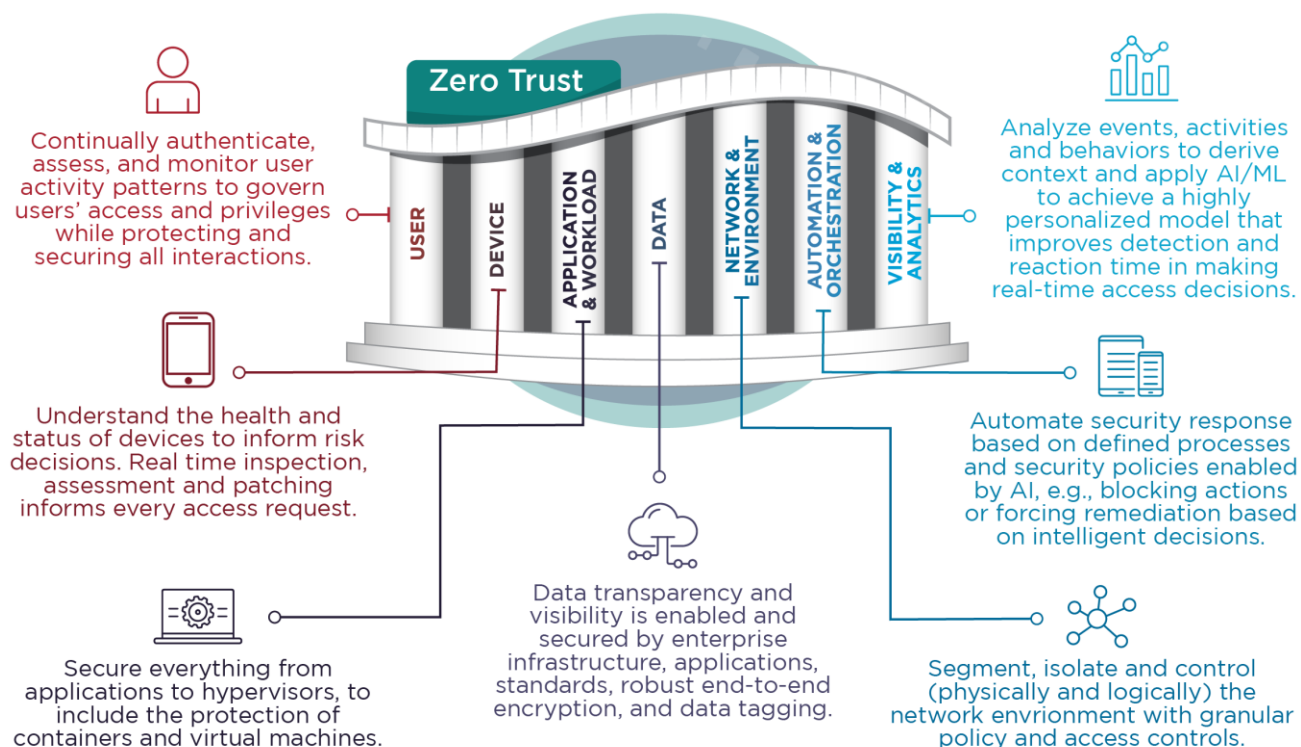 Zero Trust
Continually authenticate,
assess, and monitor user
activity patterns to govern
users’ access and privileges
while protecting and
securing all interactions.
USER
DEVICE
APPLICATION
& WORKLOAD
DATA
NETWORK &
ENVIRONMENT
AUTOMATION &
ORCHESTRATION
VISIBILITY &
ANALYTICS
Analyze events, activities
and behaviors to derive
context and apply AI/ML
to achieve a highly
personalized model that
improves detection and
reaction time in making
real-time access decisions.
Understand the health and
status of devices to inform risk
decisions. Real time inspection,
assessment and patching
informs every access request.
Automate security response
based on defined processes
and security policies enabled
by AI, e.g., blocking actions
or forcing remediation based
on intelligent decisions.
Secure everything from
applications to hypervisors, to
include the protection of
containers and virtual machines.
Data transparency and
visibility is enabled and
secured by enterprise
infrastructure, applications,
standards, robust end-to-end
encryption, and data tagging.
Segment, isolate and control
(physically and logically) the
network envrionment with granular
policy and access controls.